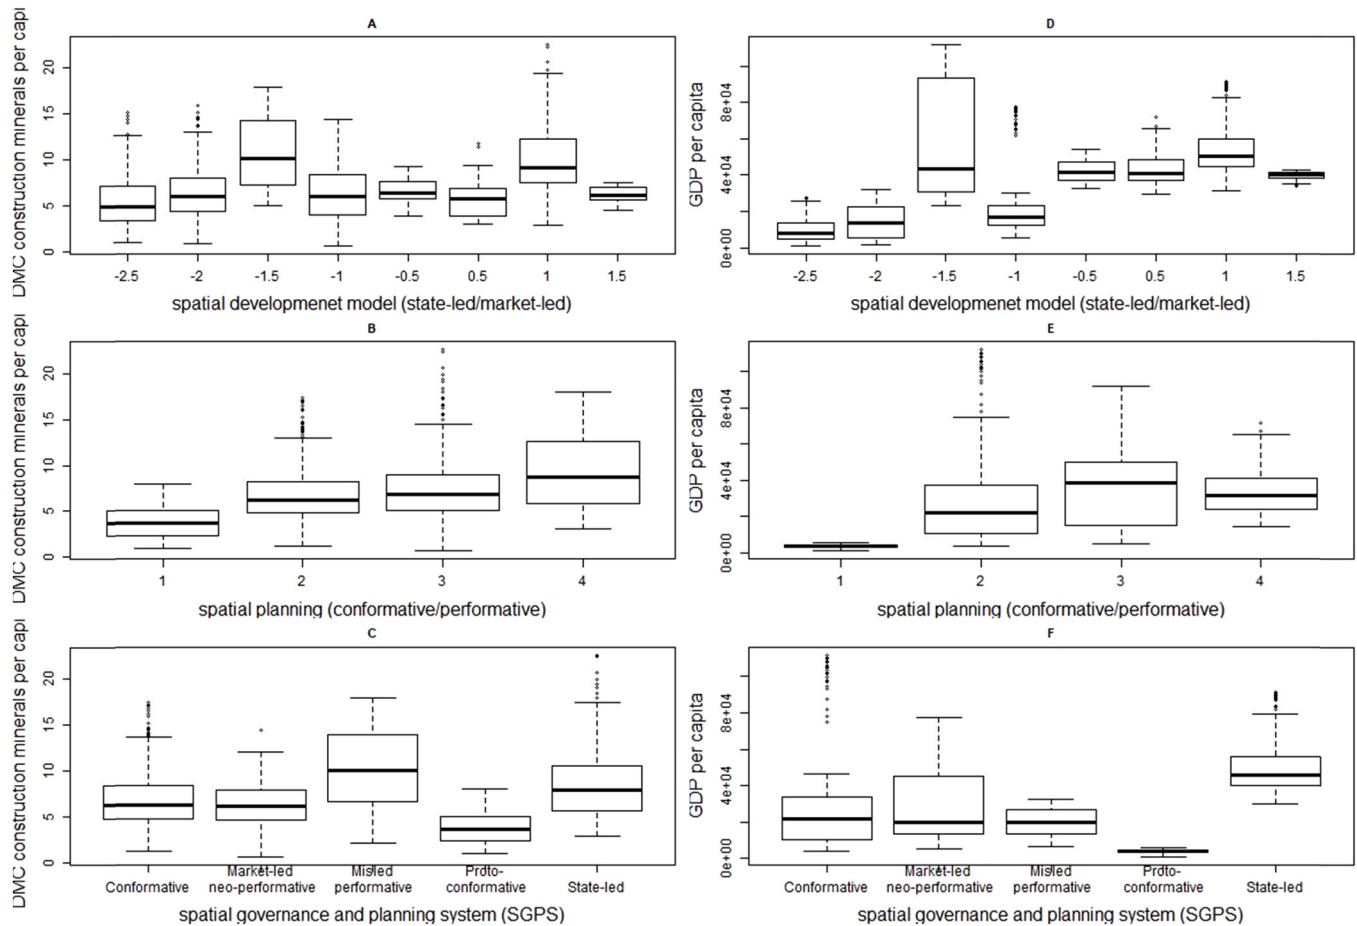 A
DMC construction minerals per capi
20
15
10
5
0
-2.5 -2 -1.5 -1 -0.5 0.5 1 1.5
spatial developmenet model (state-led/market-led)
D
GDP per capita
8e+04
4e+04
0e+00
-2.5 -2 -1.5 -1 -0.5 0.5 1 1.5
spatial developmenet model (state-led/market-led)
B
DMC construction minerals per capi
20
15
10
5
0
1 2 3 4
spatial planning (conformative/performative)
E
GDP per capita
8e+04
4e+04
0e+00
1 2 3 4
spatial planning (conformative/performative)
C
DMC construction minerals per capi
20
15
10
5
0
Conformative
Market-led
neo-performative
Misled
performative
Proto-
conformative
State-led
spatial governance and planning system (SGPS)
F
GDP per capita
8e+04
4e+04
0e+00
Conformative
Market-led
neo-performative
Misled
performative
Proto-
conformative
State-led
spatial governance and planning system (SGPS)